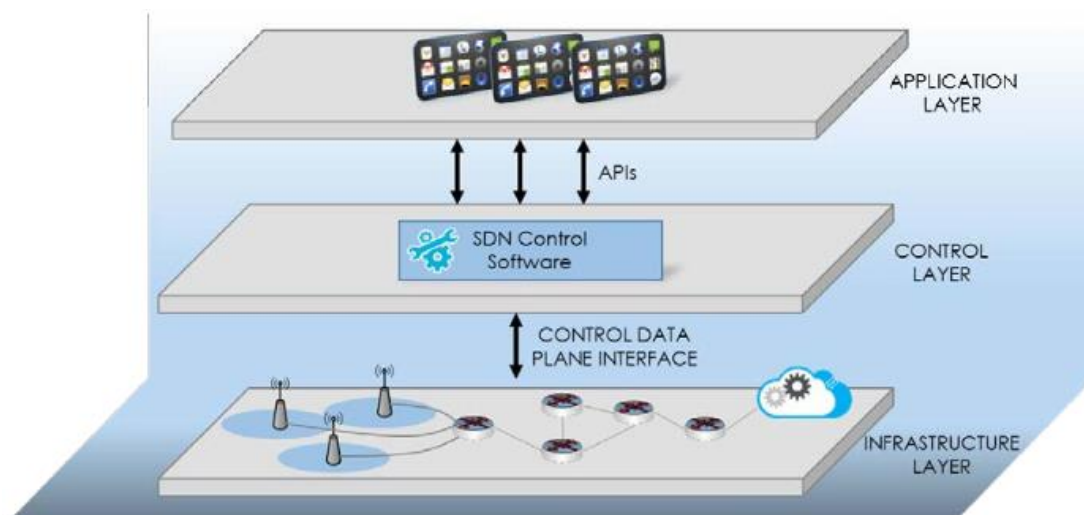 APPLICATION
LAYER
APIs
SDN Control
Software
CONTROL
LAYER
CONTROL DATA
PLANE INTERFACE
INFRASTRUCTURE
LAYER